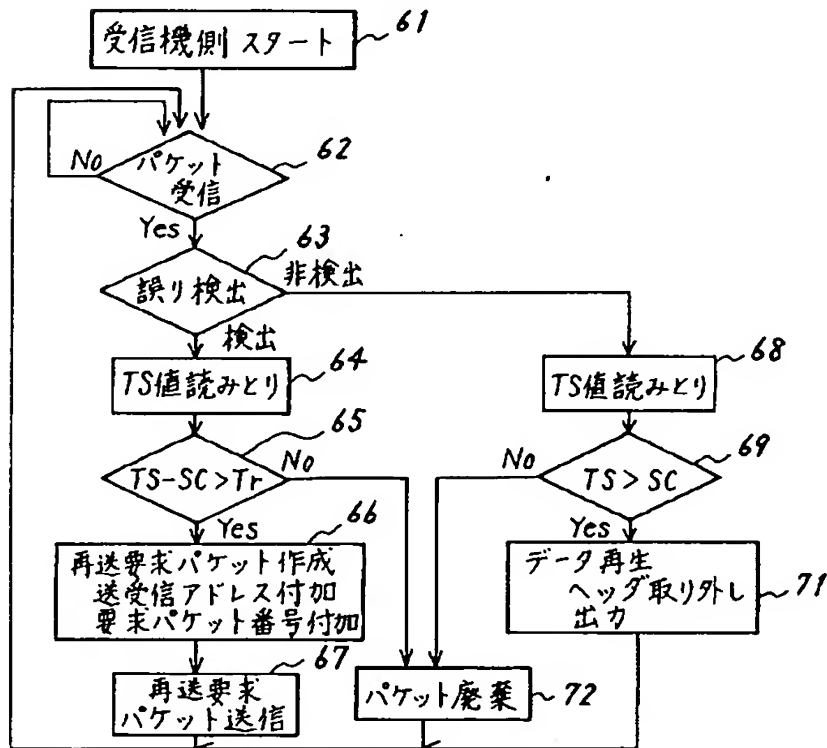 受信機側 スタート
61
パケット
受信
62
No
Yes
誤り検出
63
非検出
検出
TS値読みとり
64
TS値読みとり
68
TS-SC>Tr
65
No
Yes
TS>SC
69
No
Yes
再送要求パケット作成
送受信アドレス付加
要求パケット番号付加
66
データ再生
ヘッダ取り外し
出力
71
再送要求
パケット送信
67
パケット廃棄
72